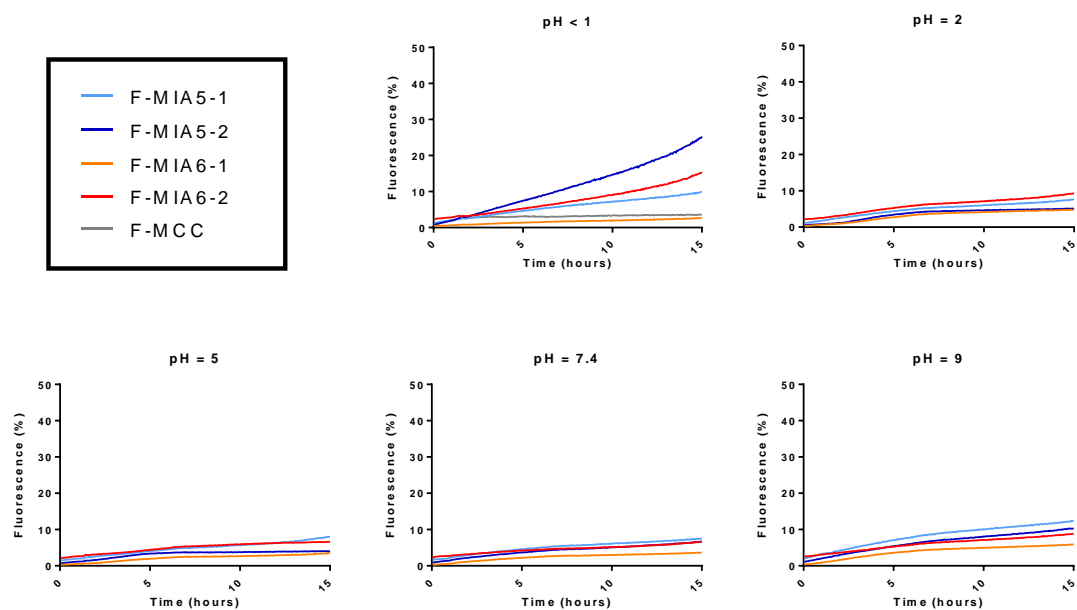 F-MIA5-1
F-MIA5-2
F-MIA6-1
F-MIA6-2
F-MCC
pH < 1
Fluorescence (%)
50
40
30
20
10
0
0 5 10 15
Time (hours)
pH = 2
Fluorescence (%)
50
40
30
20
10
0
0 5 10 15
Time (hours)
pH = 5
Fluorescence (%)
50
40
30
20
10
0
0 5 10 15
Time (hours)
pH = 7.4
Fluorescence (%)
50
40
30
20
10
0
0 5 10 15
Time (hours)
pH = 9
Fluorescence (%)
50
40
30
20
10
0
0 5 10 15
Time (hours)